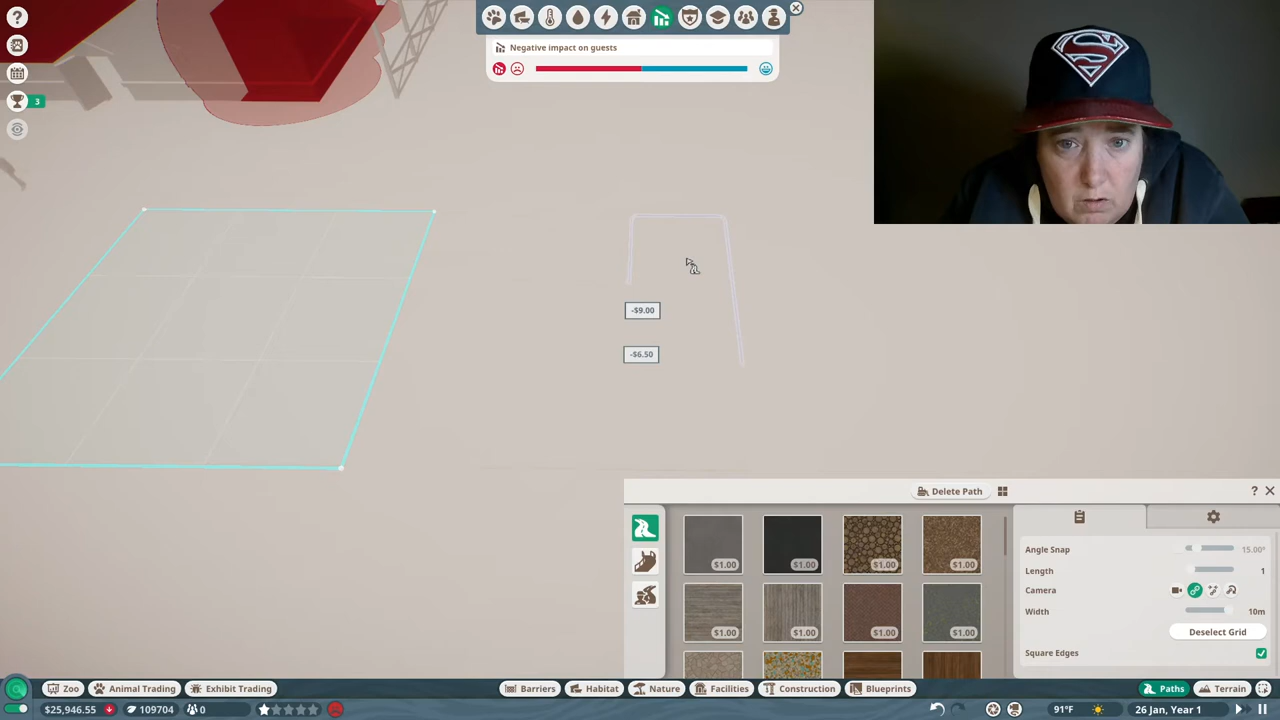 Negative impact on guests
3
-$9.00
-$6.50
Delete Path
?
$1.00 $1.00 $1.00 $1.00
$1.00 $1.00 $1.00 $1.00
Angle Snap 15.00°
Length 1
Camera
Width 10m
Deselect Grid
Square Edges
Zoo Animal Trading Exhibit Trading Barriers Habitat Nature Facilities Construction Blueprints Paths Terrain
$25,946.55 109704 0 91°F 26 Jan, Year 1
?
S